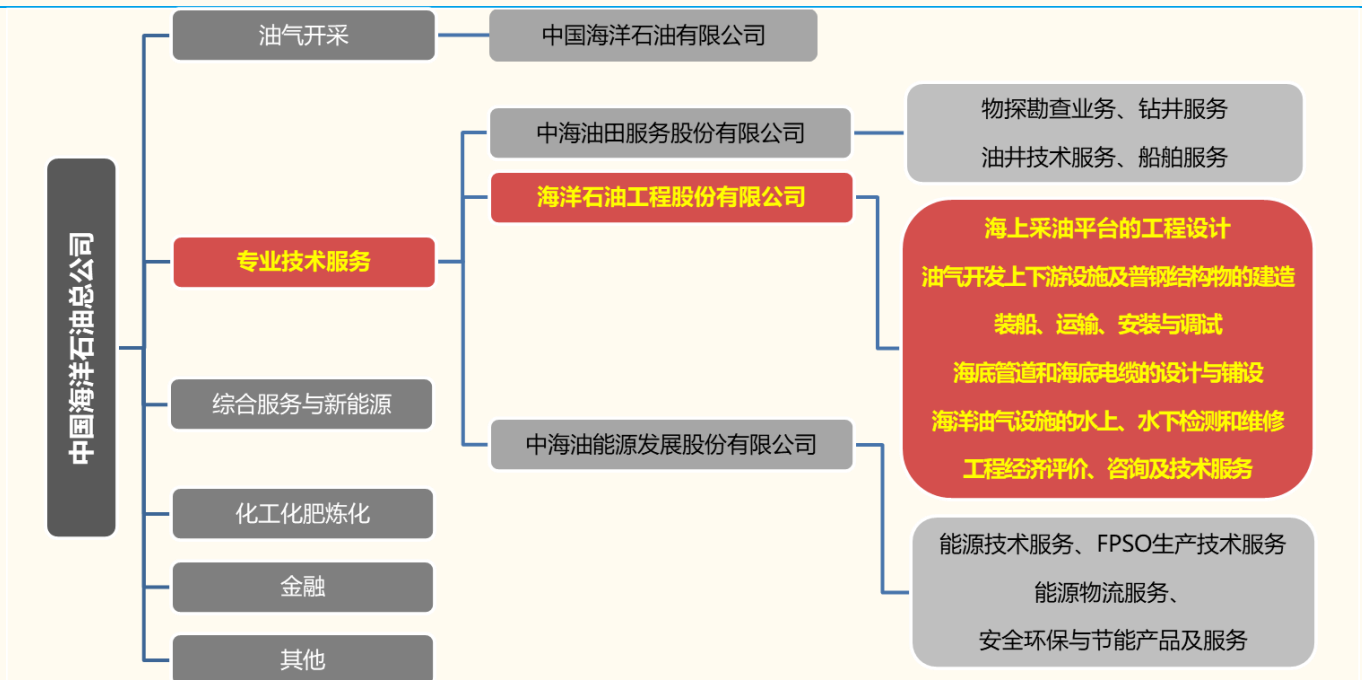 中国海洋石油总公司
油气开采
中国海洋石油有限公司
专业技术服务
中海油田服务股份有限公司
物探勘查业务、钻井服务
油井技术服务、船舶服务
海洋石油工程股份有限公司
海上采油平台的工程设计
油气开发上下游设施及普钢结构物的建造
装船、运输、安装与调试
海底管道和海底电缆的设计与铺设
海洋油气设施的水上、水下检测和维修
工程经济评价、咨询及技术服务
中海油能源发展股份有限公司
能源技术服务、FPSO生产技术服务
能源物流服务、
安全环保与节能产品及服务
综合服务与新能源
化工化肥炼化
金融
其他